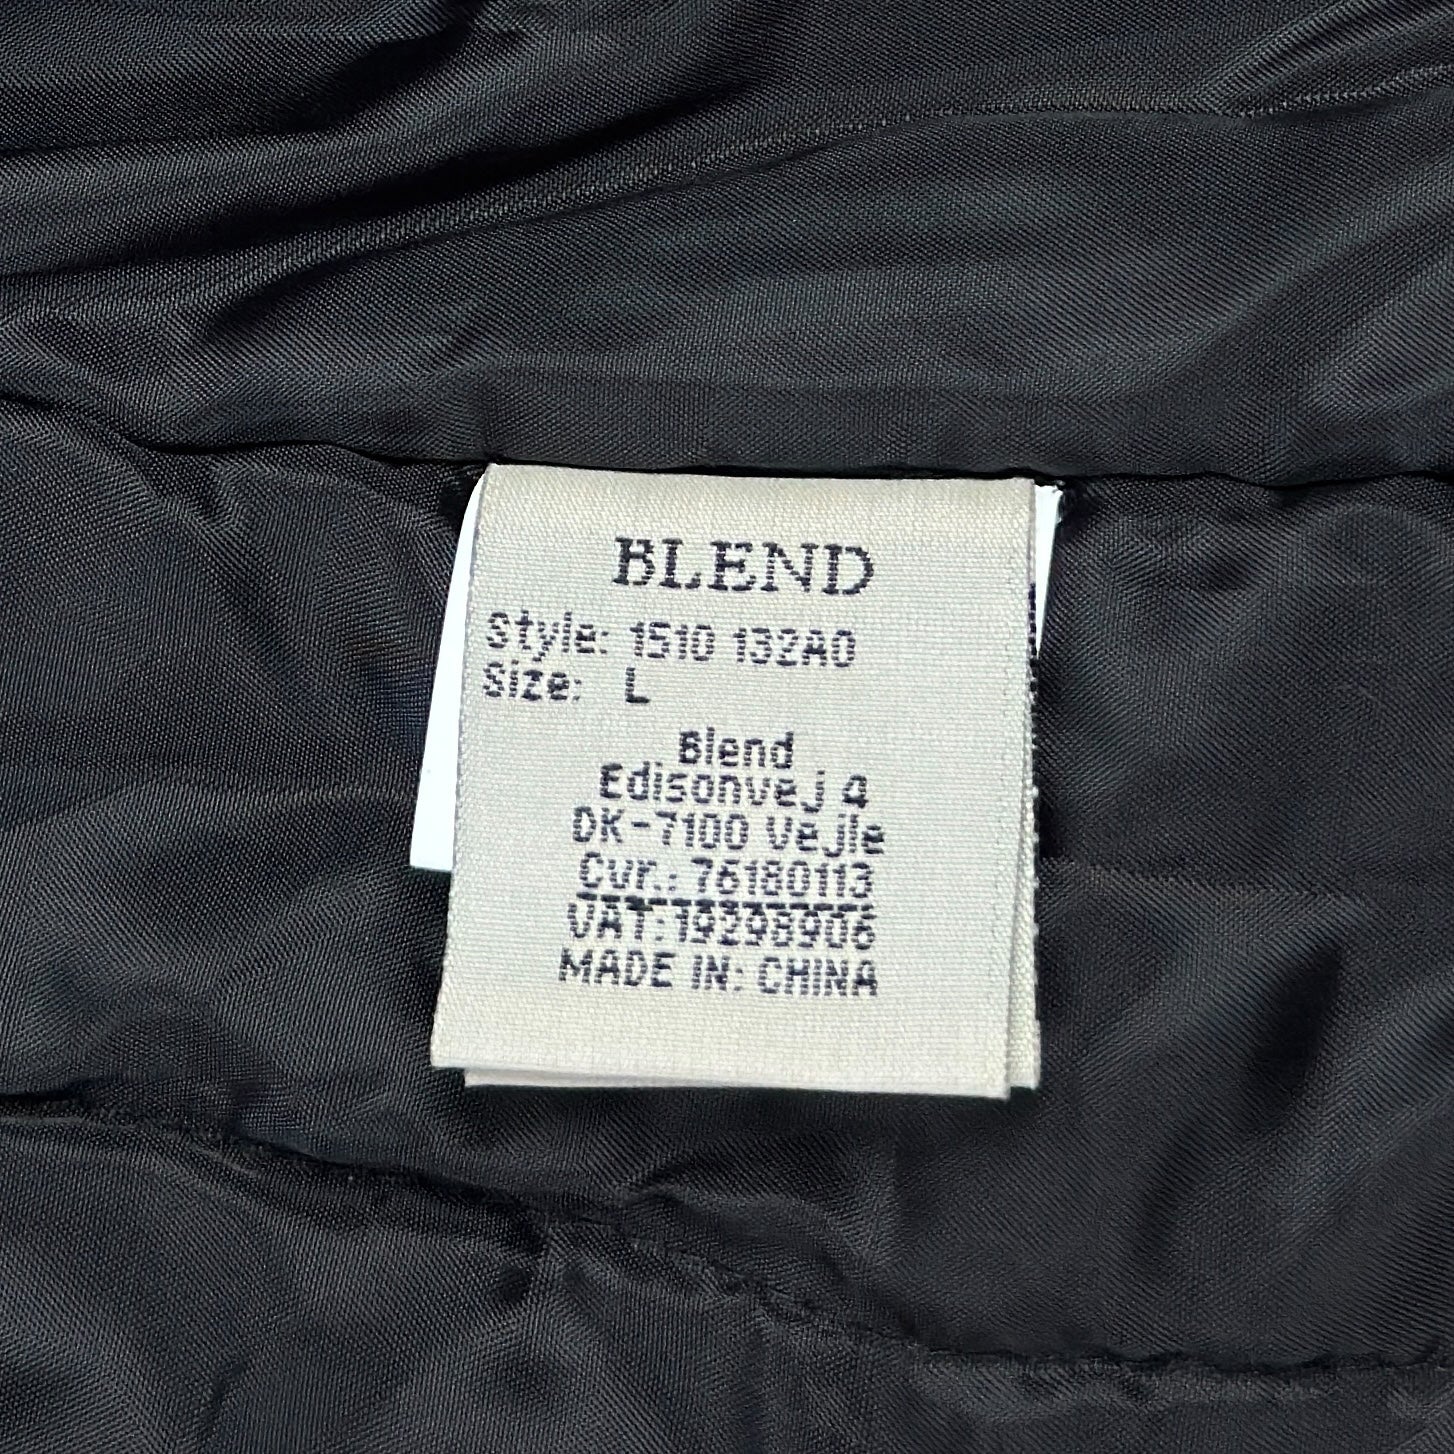 BLEND
Style: 1510 132A0
Size: L
Blend
Edisonvej 4
DK-7100 Vejle
Cvr.: 76180113
VAT:19298906
MADE IN: CHINA